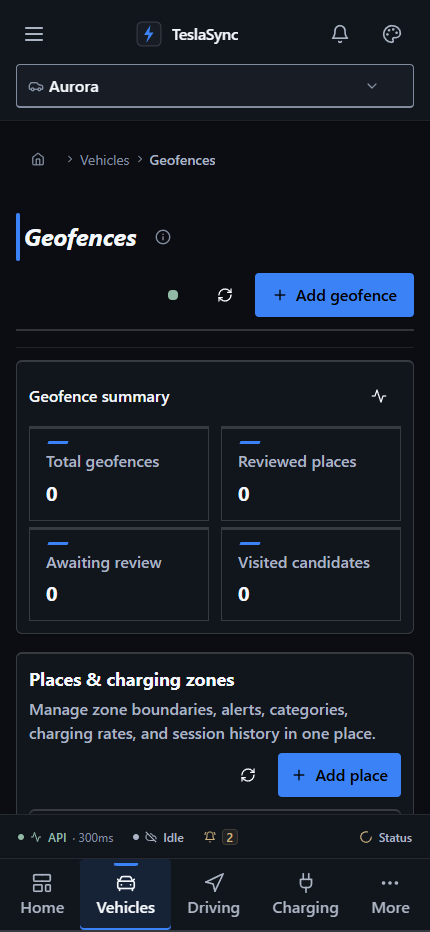 TeslaSync
Aurora
Vehicles
Geofences
Geofences
Add geofence
Geofence summary
Total geofences
0
Reviewed places
0
Awaiting review
0
Visited candidates
0
Places & charging zones
Manage zone boundaries, alerts, categories,
charging rates, and session history in one place.
Add place
API · 300ms
Idle
2
Status
Home
Vehicles
Driving
Charging
More